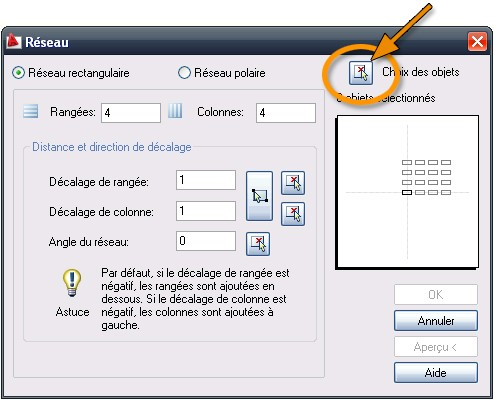 Réseau
Réseau rectangulaire
Réseau polaire
Choix des objets
objets sélectionnés
Rangées: 4
Colonnes: 4
Distance et direction de décalage
Décalage de rangée: 1
Décalage de colonne: 1
Angle du réseau: 0
Astuce
Par défaut, si le décalage de rangée est
négatif, les rangées sont ajoutées en
dessous. Si le décalage de colonne est
négatif, les colonnes sont ajoutées à
gauche.
OK
Annuler
Aperçu <
Aide